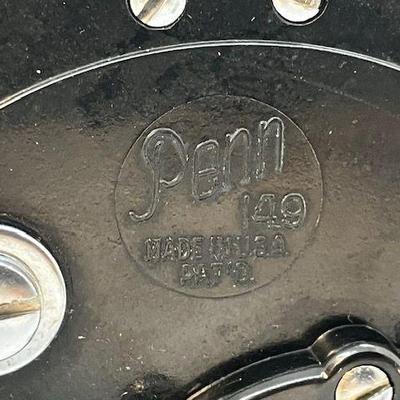 Penn
149
MADE IN U.S.A.
PAT'D.